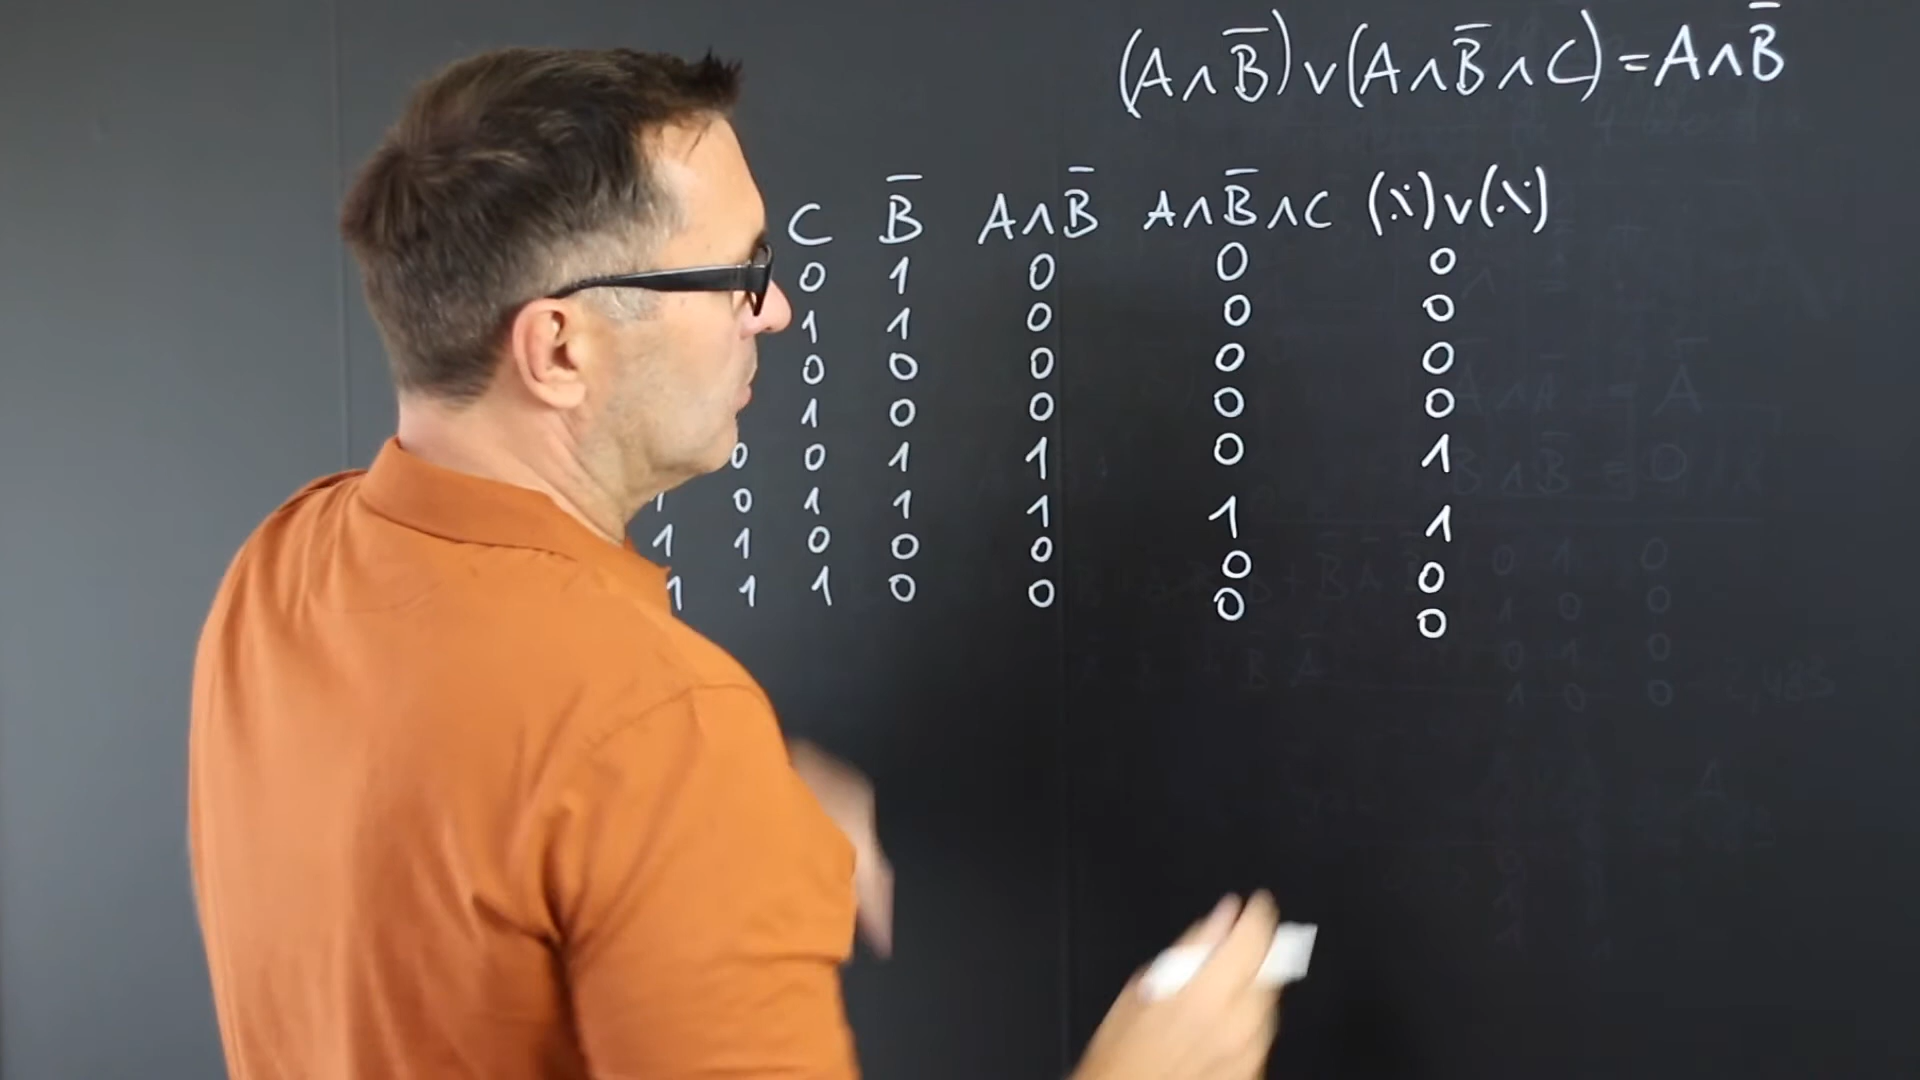 (A∧B̅)∨(A∧B̅∧C)=A∧B̅
C B̅ A∧B̅ A∧B̅∧C (⋰)∨(⋰)
0 1 0 0 0
1 1 0 0 0
0 0 0 0 0
1 0 0 0 0
0 0 1 1 0 1
1 0 1 1 1 1 1
1 1 0 0 0 0 0
1 1 1 0 0 0 0